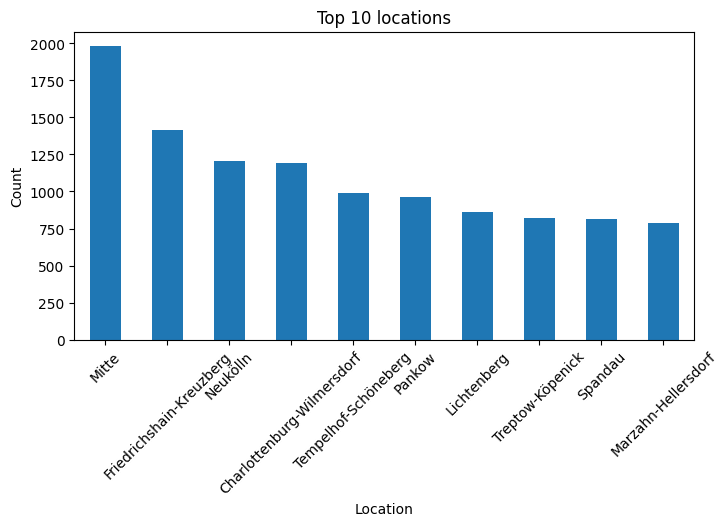 Top 10 locations
Count
2000
1750
1500
1250
1000
750
500
250
0
Mitte
Friedrichshain-Kreuzberg
Neukölln
Charlottenburg-Wilmersdorf
Tempelhof-Schöneberg
Pankow
Lichtenberg
Treptow-Köpenick
Spandau
Marzahn-Hellersdorf
Location